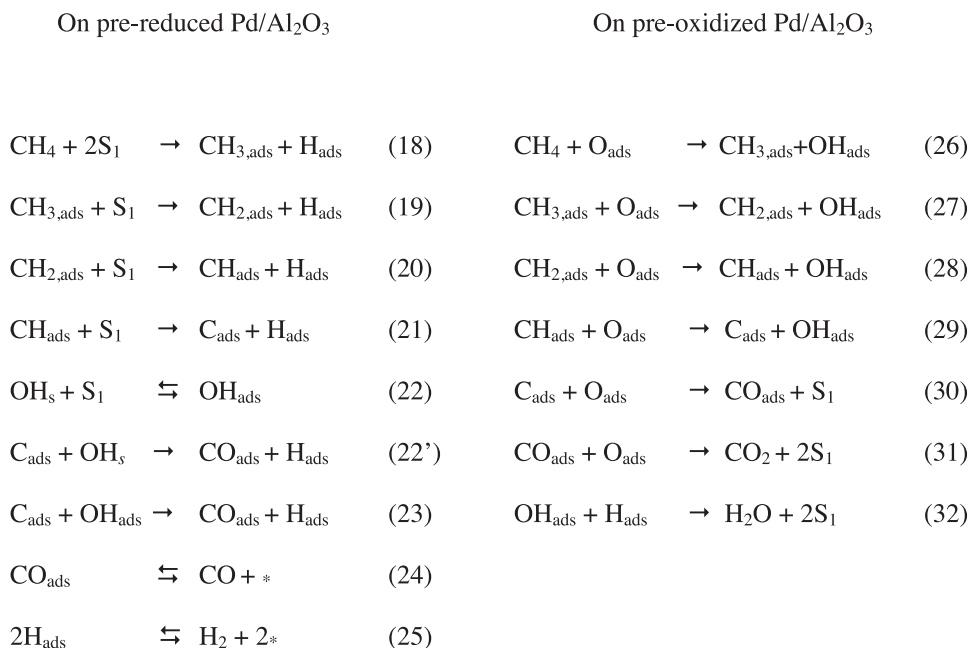 On pre-reduced Pd/Al₂O₃
CH₄ + 2S₁ → CH₃,ads + Hads (18)
CH₃,ads + S₁ → CH₂,ads + Hads (19)
CH₂,ads + S₁ → CHads + Hads (20)
CHads + S₁ → Cads + Hads (21)
OHs + S₁ ⇆ OHads (22)
Cads + OHs → COads + Hads (22’)
Cads + OHads → COads + Hads (23)
COads ⇆ CO + * (24)
2Hads ⇆ H₂ + 2* (25)
On pre-oxidized Pd/Al₂O₃
CH₄ + Oads → CH₃,ads+OHads (26)
CH₃,ads + Oads → CH₂,ads + OHads (27)
CH₂,ads + Oads → CHads + OHads (28)
CHads + Oads → Cads + OHads (29)
Cads + Oads → COads + S₁ (30)
COads + Oads → CO₂ + 2S₁ (31)
OHads + Hads → H₂O + 2S₁ (32)